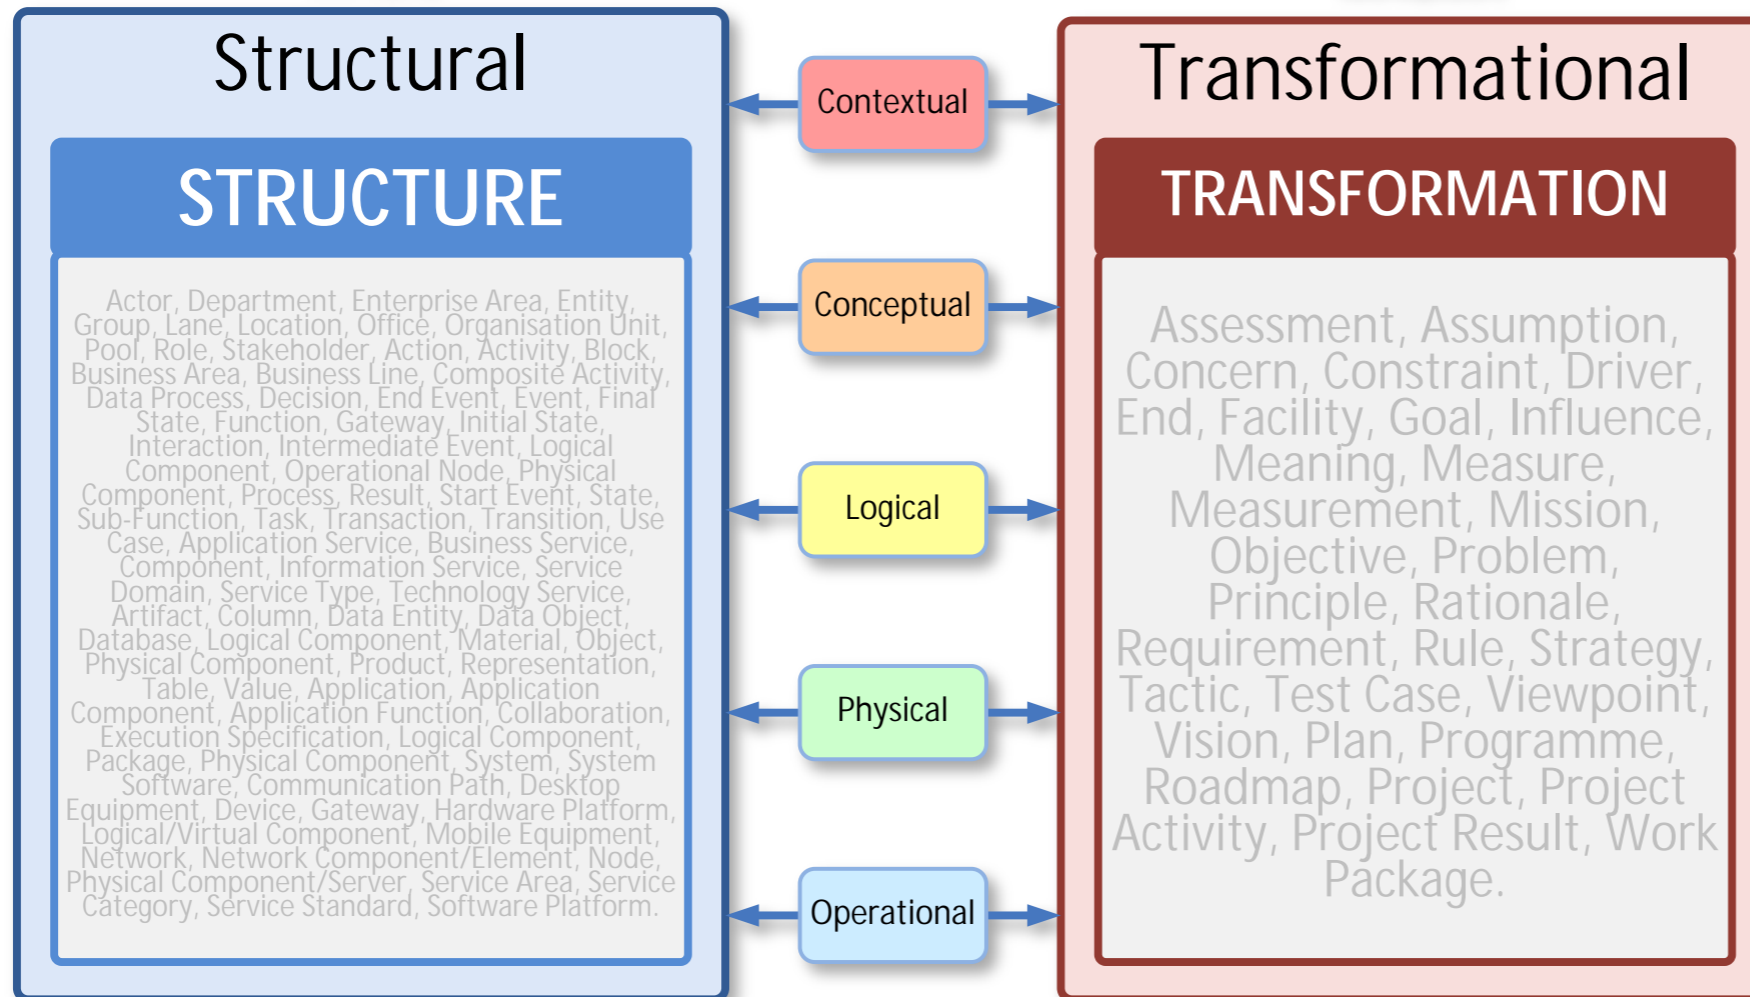 Structural
STRUCTURE
Actor, Department, Enterprise Area, Entity,
Group, Lane, Location, Office, Organisation Unit,
Pool, Role, Stakeholder, Action, Activity, Block,
Business Area, Business Line, Composite Activity,
Data Process, Decision, End Event, Event, Final
State, Function, Gateway, Initial State,
Interaction, Intermediate Event, Logical
Component, Operational Node, Physical
Component, Process, Result, Start Event, State,
Sub-Function, Task, Transaction, Transition, Use
Case, Application Service, Business Service,
Component, Information Service, Service
Domain, Service Type, Technology Service,
Artifact, Column, Data Entity, Data Object,
Database, Logical Component, Material, Object,
Physical Component, Product, Representation,
Table, Value, Application, Application
Component, Application Function, Collaboration,
Execution Specification, Logical Component,
Package, Physical Component, System, System
Software, Communication Path, Desktop
Equipment, Device, Gateway, Hardware Platform,
Logical/Virtual Component, Mobile Equipment,
Network, Network Component/Element, Node,
Physical Component/Server, Service Area, Service
Category, Service Standard, Software Platform.
Contextual
Conceptual
Logical
Physical
Operational
Transformational
TRANSFORMATION
Assessment, Assumption,
Concern, Constraint, Driver,
End, Facility, Goal, Influence,
Meaning, Measure,
Measurement, Mission,
Objective, Problem,
Principle, Rationale,
Requirement, Rule, Strategy,
Tactic, Test Case, Viewpoint,
Vision, Plan, Programme,
Roadmap, Project, Project
Activity, Project Result, Work
Package.